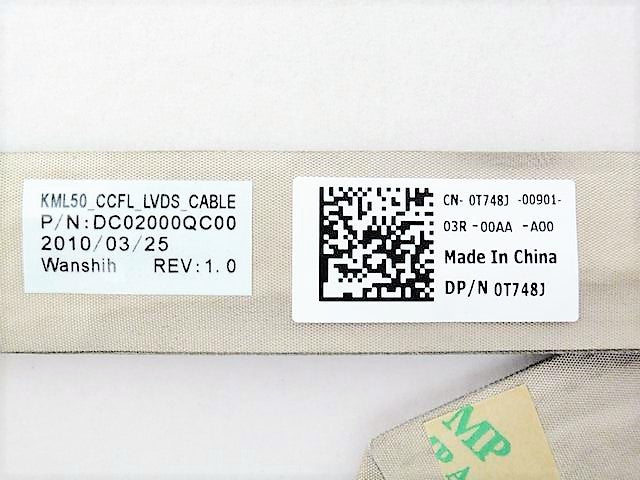 KML50_CCFL_LVDS_CABLE
P/N:DC02000QC00
2010/03/25
Wanshih REV:1.0
CN- 0T748J -00901-
03R -00AA -A00
Made In China
DP/N 0T748J
MP
MP A